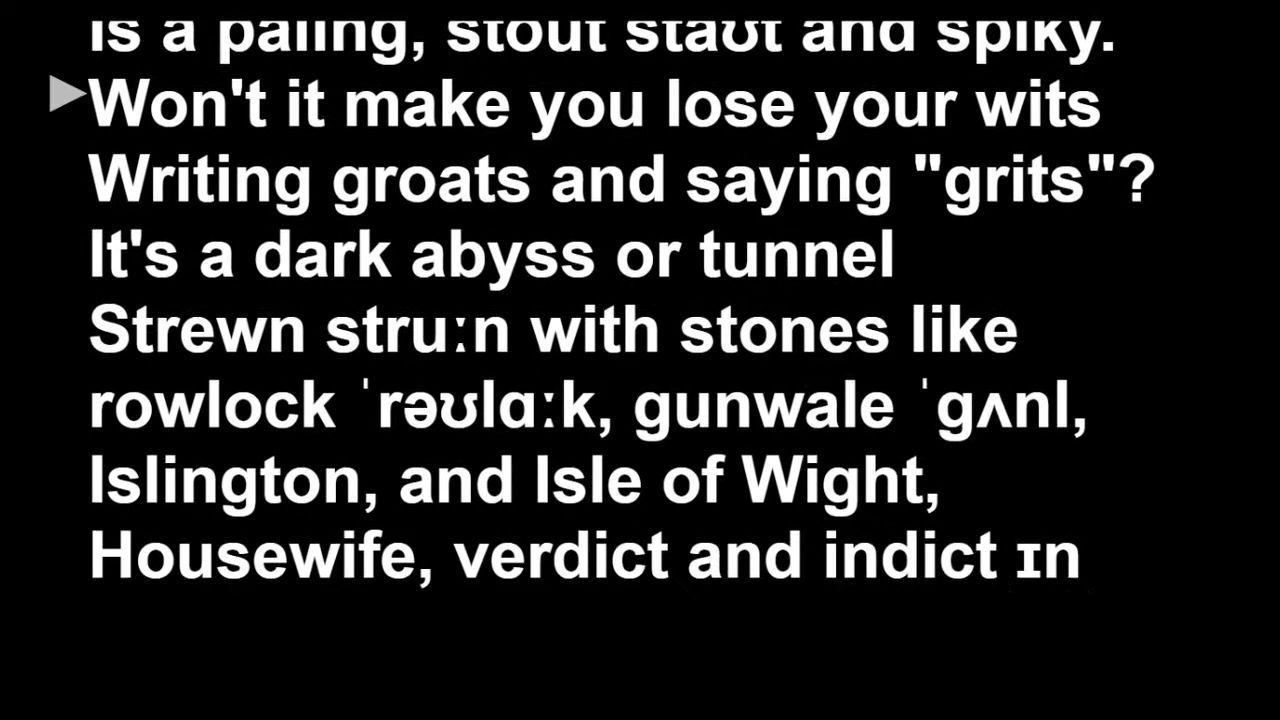 is a paling, stout staʊt and spiky.
Won't it make you lose your wits
Writing groats and saying "grits"?
It's a dark abyss or tunnel
Strewn struːn with stones like
rowlock ˈrəʊlɑːk, gunwale ˈgʌnl,
Islington, and Isle of Wight,
Housewife, verdict and indict ɪn